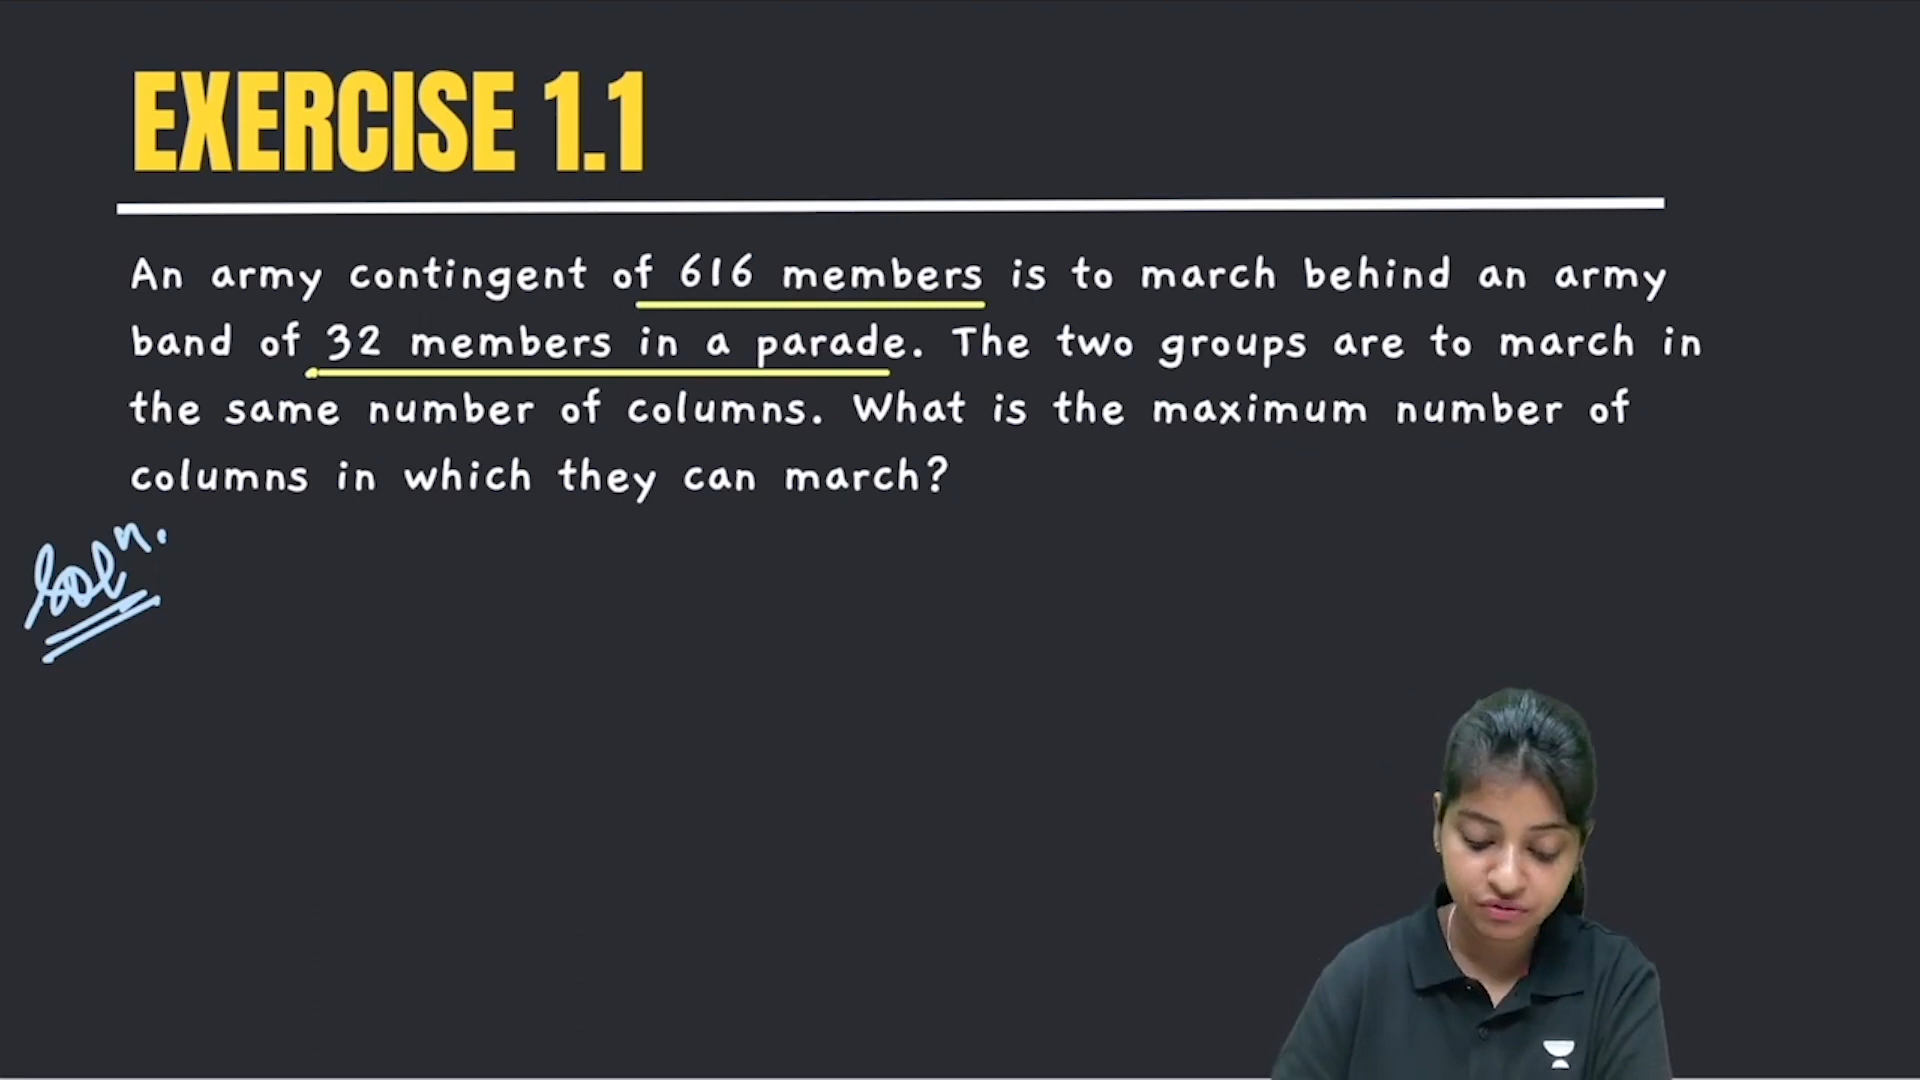 EXERCISE 1.1
An army contingent of 616 members is to march behind an army
band of 32 members in a parade. The two groups are to march in
the same number of columns. What is the maximum number of
columns in which they can march?
Solⁿ.